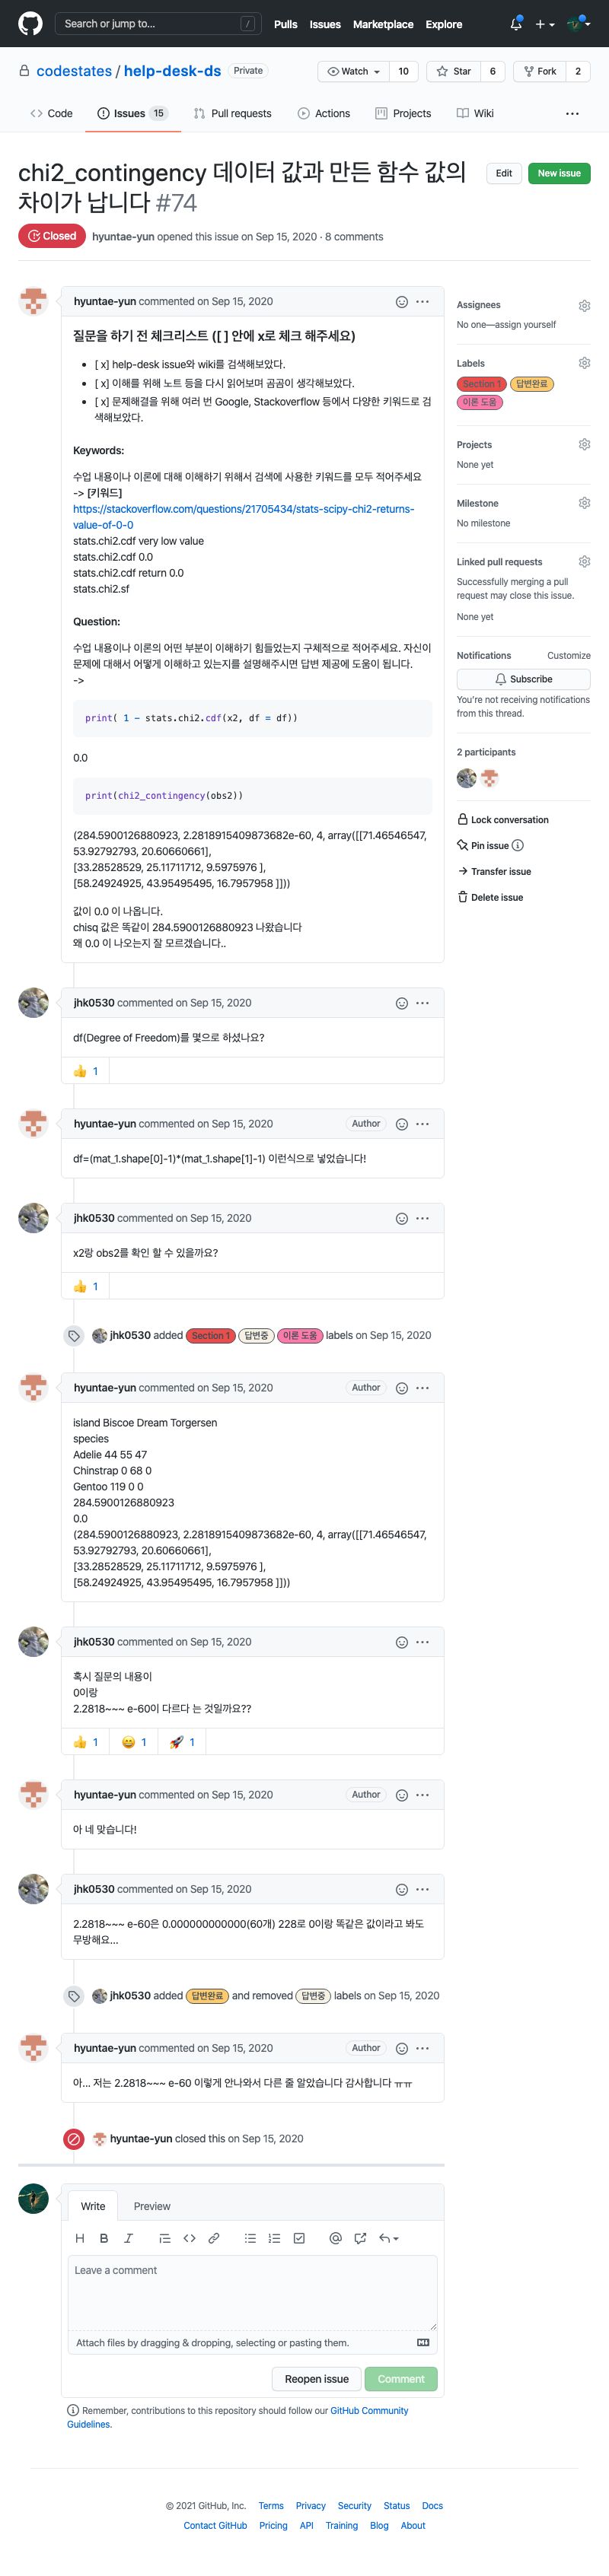 Search or jump to... /
Pulls Issues Marketplace Explore
codestates / help-desk-ds Private
Watch 10 Star 6 Fork 2
Code Issues 15 Pull requests Actions Projects Wiki ...
chi2_contingency 데이터 값과 만든 함수 값의
차이가 납니다 #74
Edit New issue
Closed hyuntae-yun opened this issue on Sep 15, 2020 · 8 comments
hyuntae-yun commented on Sep 15, 2020
질문을 하기 전 체크리스트 ([ ] 안에 x로 체크 해주세요)
• [ x] help-desk issue와 wiki를 검색해보았다.
• [ x] 이해를 위해 노트 등을 다시 읽어보며 곰곰이 생각해보았다.
• [ x] 문제해결을 위해 여러 번 Google, Stackoverflow 등에서 다양한 키워드로 검
색해보았다.
Keywords:
수업 내용이나 이론에 대해 이해하기 위해서 검색에 사용한 키워드를 모두 적어주세요
-> [키워드]
https://stackoverflow.com/questions/21705434/stats-scipy-chi2-returns-
value-of-0-0
stats.chi2.cdf very low value
stats.chi2.cdf 0.0
stats.chi2.cdf return 0.0
stats.chi2.sf
Question:
수업 내용이나 이론의 어떤 부분이 이해하기 힘들었는지 구체적으로 적어주세요. 자신이
문제에 대해서 어떻게 이해하고 있는지를 설명해주시면 답변 제공에 도움이 됩니다.
->
print( 1 - stats.chi2.cdf(x2, df = df))
0.0
print(chi2_contingency(obs2))
(284.5900126880923, 2.2818915409873682e-60, 4, array([[71.46546547,
53.92792793, 20.60660661],
[33.28528529, 25.11711712, 9.5975976 ],
[58.24924925, 43.95495495, 16.7957958 ]]))
값이 0.0 이 나옵니다.
chisq 값은 똑같이 284.5900126880923 나왔습니다
왜 0.0 이 나오는지 잘 모르겠습니다..
Assignees
No one—assign yourself
Labels
Section 1 답변완료
이론 도움
Projects
None yet
Milestone
No milestone
Linked pull requests
Successfully merging a pull
request may close this issue.
None yet
Notifications Customize
Subscribe
You're not receiving notifications
from this thread.
2 participants
Lock conversation
Pin issue
Transfer issue
Delete issue
jhk0530 commented on Sep 15, 2020
df(Degree of Freedom)를 몇으로 하셨나요?
👍 1
hyuntae-yun commented on Sep 15, 2020 Author
df=(mat_1.shape[0]-1)*(mat_1.shape[1]-1) 이런식으로 넣었습니다!
jhk0530 commented on Sep 15, 2020
x2랑 obs2를 확인 할 수 있을까요?
👍 1
jhk0530 added Section 1 답변중 이론 도움 labels on Sep 15, 2020
hyuntae-yun commented on Sep 15, 2020 Author
island Biscoe Dream Torgersen
species
Adelie 44 55 47
Chinstrap 0 68 0
Gentoo 119 0 0
284.5900126880923
0.0
(284.5900126880923, 2.2818915409873682e-60, 4, array([[71.46546547,
53.92792793, 20.60660661],
[33.28528529, 25.11711712, 9.5975976 ],
[58.24924925, 43.95495495, 16.7957958 ]]))
jhk0530 commented on Sep 15, 2020
혹시 질문의 내용이
0이랑
2.2818~~~ e-60이 다르다 는 것일까요??
👍 1 😄 1 🚀 1
hyuntae-yun commented on Sep 15, 2020 Author
아 네 맞습니다!
jhk0530 commented on Sep 15, 2020
2.2818~~~ e-60은 0.000000000000(60개) 228로 0이랑 똑같은 값이라고 봐도
무방해요...
jhk0530 added 답변완료 and removed 답변중 labels on Sep 15, 2020
hyuntae-yun commented on Sep 15, 2020 Author
아... 저는 2.2818~~~ e-60 이렇게 안나와서 다른 줄 알았습니다 감사합니다 ㅠㅠ
hyuntae-yun closed this on Sep 15, 2020
Write Preview
H B I
Leave a comment
Attach files by dragging & dropping, selecting or pasting them.
Reopen issue Comment
Remember, contributions to this repository should follow our GitHub Community
Guidelines.
© 2021 GitHub, Inc. Terms Privacy Security Status Docs
Contact GitHub Pricing API Training Blog About